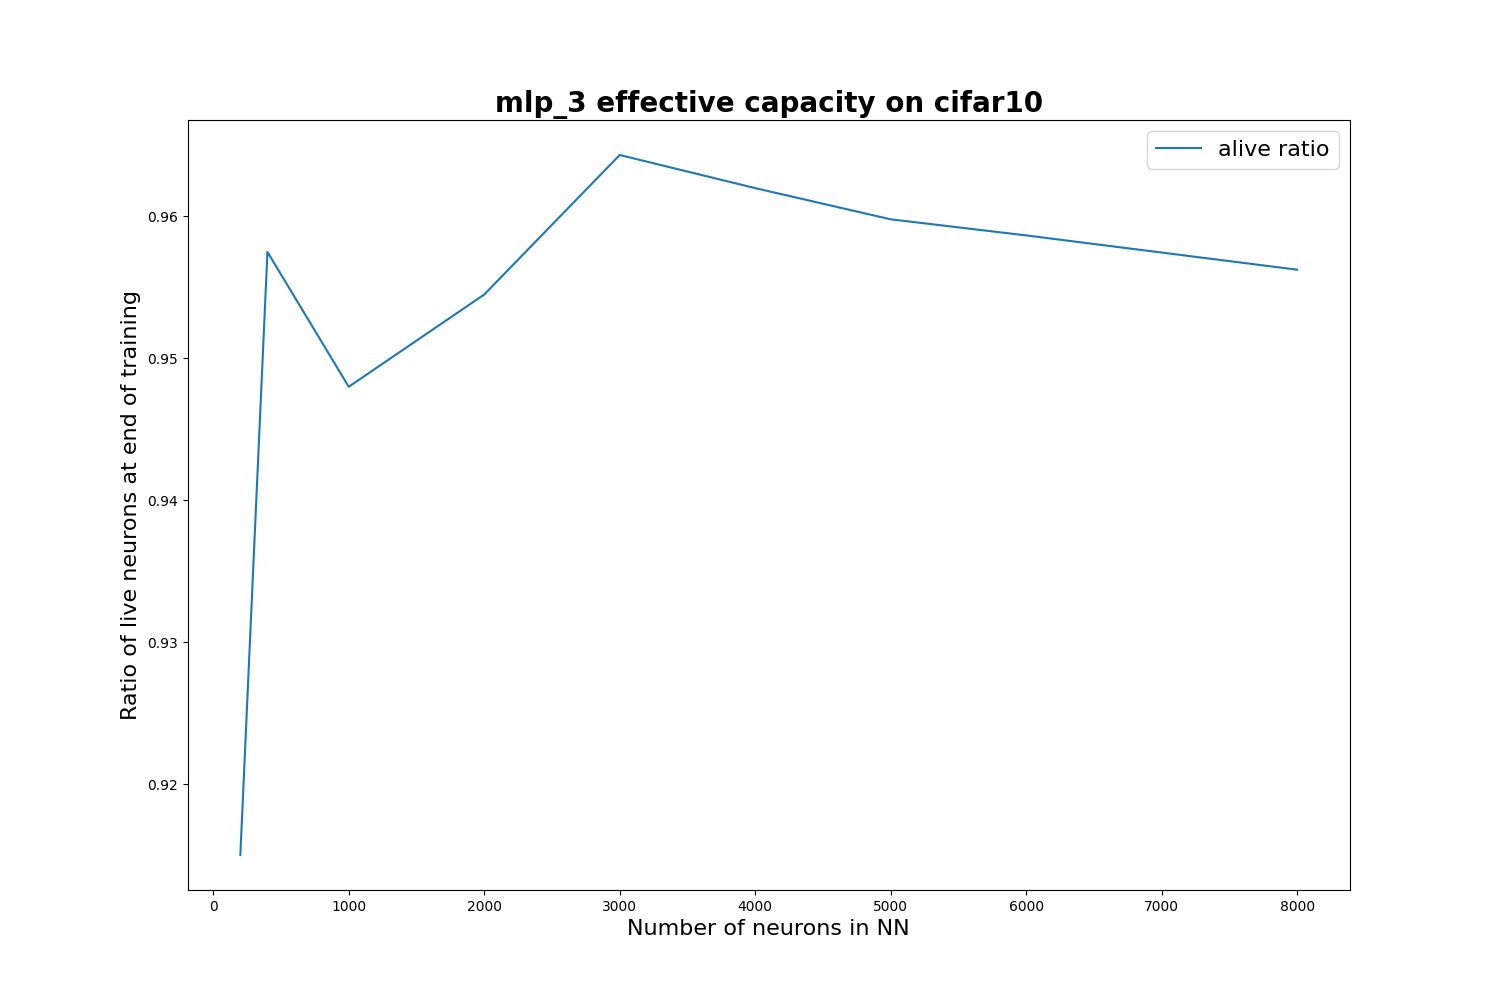 mlp_3 effective capacity on cifar10
alive ratio
Ratio of live neurons at end of training
0.96
0.95
0.94
0.93
0.92
0 1000 2000 3000 4000 5000 6000 7000 8000
Number of neurons in NN